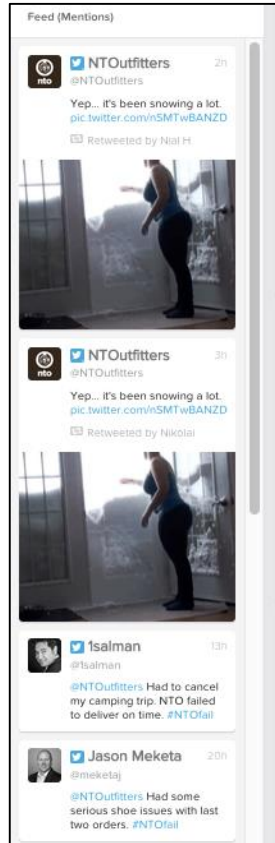 Feed (Mentions)
NTOutfitters 2h
@NTOutfitters
Yep... it's been snowing a lot.
pic.twitter.com/nSMTwBANZD
Retweeted by Nial H
nto
NTOutfitters 3h
@NTOutfitters
Yep... it's been snowing a lot.
pic.twitter.com/nSMTwBANZD
Retweeted by Nikolai
nto
1salman 13h
@1salman
@NTOutfitters Had to cancel
my camping trip. NTO failed
to deliver on time. #NTOfail
Jason Meketa 20h
@meketaj
@NTOutfitters Had some
serious shoe issues with last
two orders. #NTOfail